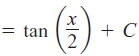 = tan (x/2) + C